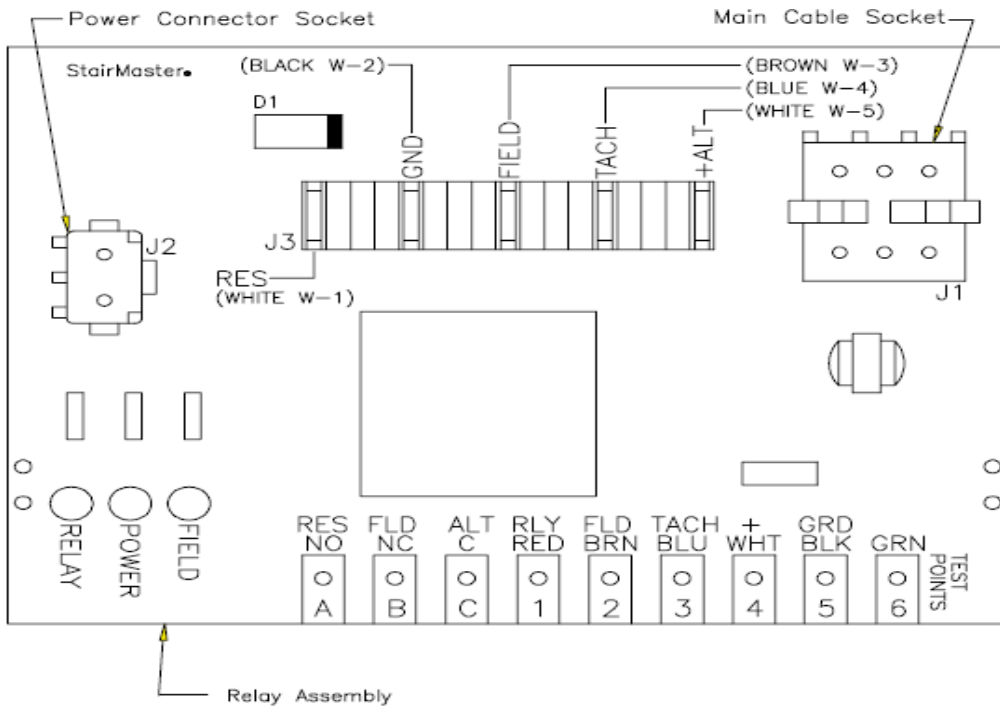 Power Connector Socket
Main Cable Socket
StairMaster.
(BLACK W-2)
(BROWN W-3)
(BLUE W-4)
(WHITE W-5)
D1
GND
FIELD
TACH
+ALT
J3
J2
J1
RES
(WHITE W-1)
RELAY
POWER
FIELD
RES FLD ALT RLY FLD TACH + GRD
NO NC C RED BRN BLU WHT BLK GRN
A B C 1 2 3 4 5 6
TEST
POINTS
Relay Assembly